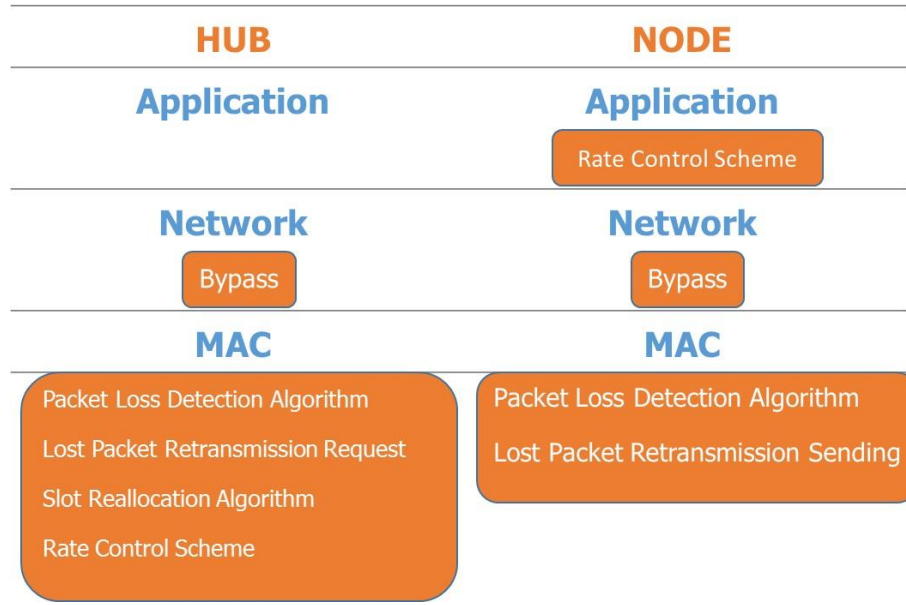 HUB NODE
Application Application
Rate Control Scheme
Network Network
Bypass Bypass
MAC MAC
Packet Loss Detection Algorithm
Lost Packet Retransmission Request
Slot Reallocation Algorithm
Rate Control Scheme
Packet Loss Detection Algorithm
Lost Packet Retransmission Sending